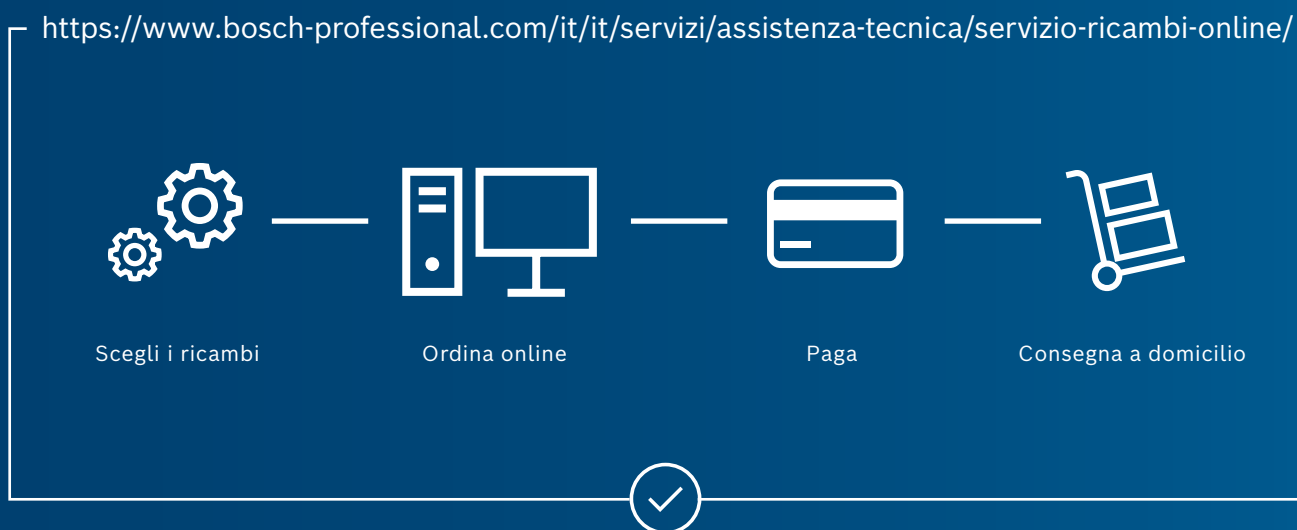 https://www.bosch-professional.com/it/it/servizi/assistenza-tecnica/servizio-ricambi-online/
Scegli i ricambi
Ordina online
Paga
Consegna a domicilio